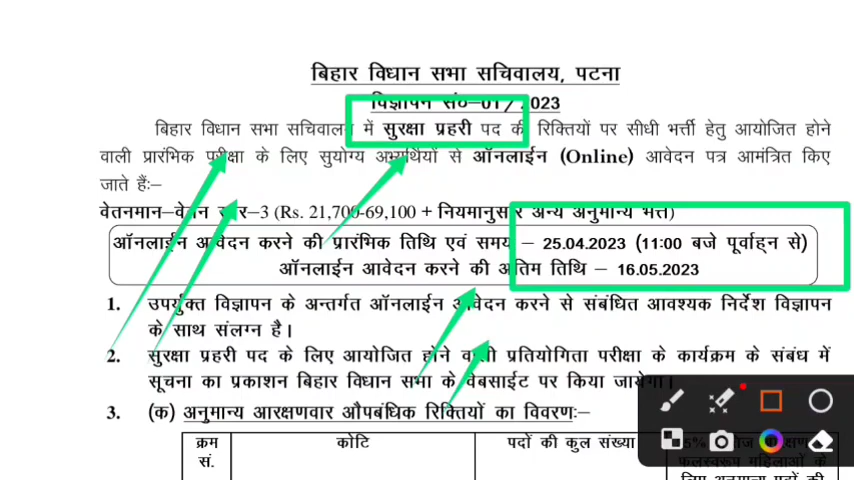 बिहार विधान सभा सचिवालय, पटना
विज्ञापन सं०-01/2023
बिहार विधान सभा सचिवालय में सुरक्षा प्रहरी पद की रिक्तियों पर सीधी भर्त्ती हेतु आयोजित होने
वाली प्रारंभिक परीक्षा के लिए सुयोग्य अभ्यर्थियों से ऑनलाईन (Online) आवेदन पत्र आमंत्रित किए
जाते हैं:–
वेतनमान–वेतन स्तर–3 (Rs. 21,700-69,100 + नियमानुसार अन्य अनुमान्य भत्ते)
ऑनलाईन आवेदन करने की प्रारंभिक तिथि एवं समय – 25.04.2023 (11:00 बजे पूर्वाह्न से)
ऑनलाईन आवेदन करने की अंतिम तिथि – 16.05.2023
1. उपर्युक्त विज्ञापन के अन्तर्गत ऑनलाईन आवेदन करने से संबंधित आवश्यक निर्देश विज्ञापन
के साथ संलग्न है।
2. सुरक्षा प्रहरी पद के लिए आयोजित होने वाली प्रतियोगिता परीक्षा के कार्यक्रम के संबंध में
सूचना का प्रकाशन बिहार विधान सभा के वेबसाईट पर किया जायेगा।
3. (क) अनुमान्य आरक्षणवार औपबंधिक रिक्तियों का विवरण:–
क्रम सं. कोटि पदों की कुल संख्या